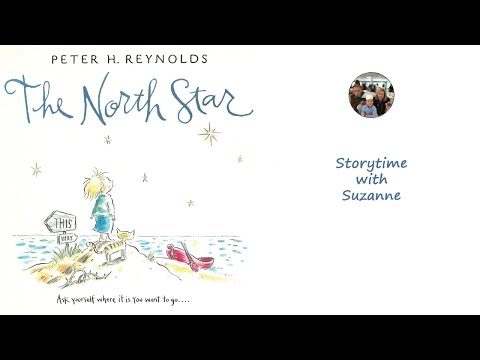 PETER H. REYNOLDS
The North Star
Storytime
with
Suzanne
THIS
WAY
Ask yourself where it is you want to go....